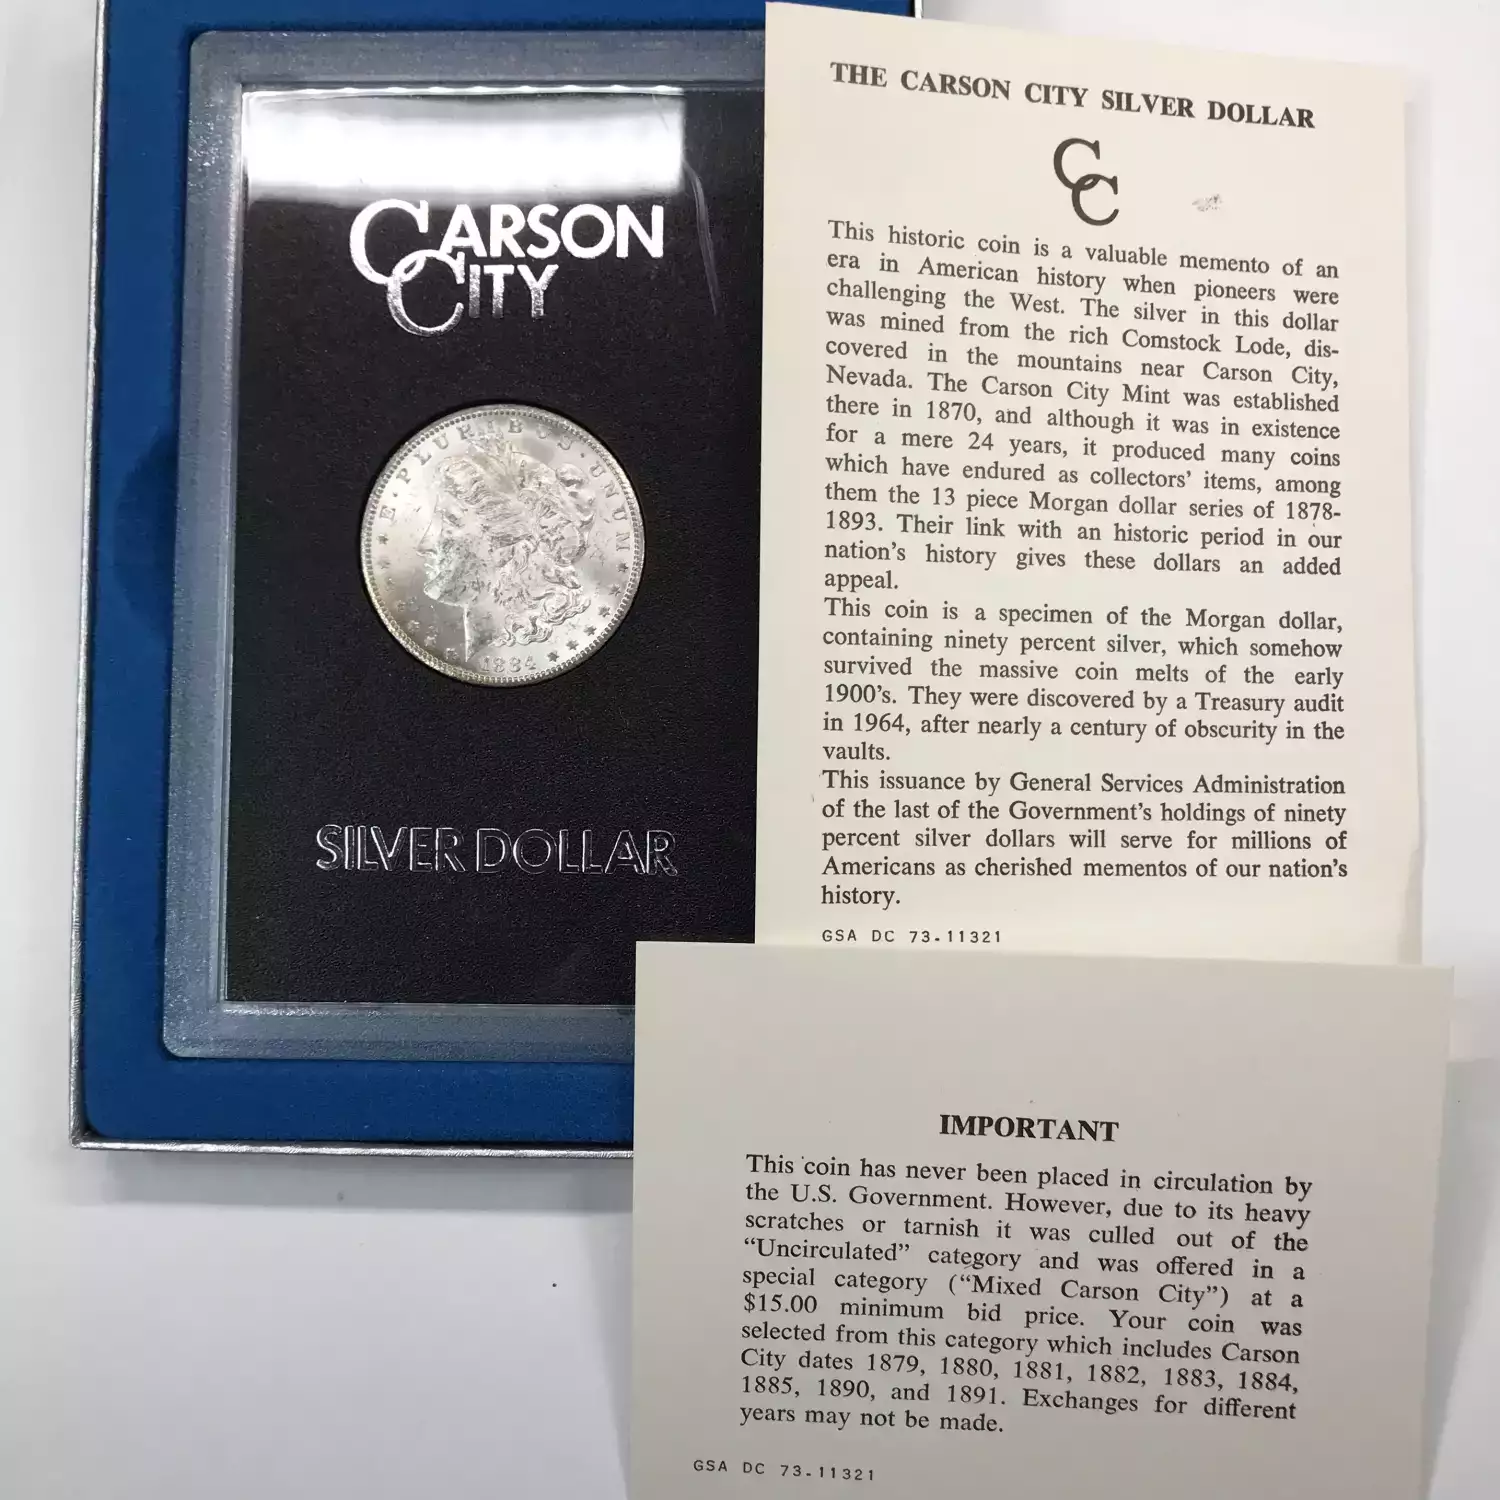 CARSON
CITY
E·PLURIBUS·UNUM
1884
SILVER DOLLAR
THE CARSON CITY SILVER DOLLAR
CC
This historic coin is a valuable memento of an
era in American history when pioneers were
challenging the West. The silver in this dollar
was mined from the rich Comstock Lode, dis-
covered in the mountains near Carson City,
Nevada. The Carson City Mint was established
there in 1870, and although it was in existence
for a mere 24 years, it produced many coins
which have endured as collectors' items, among
them the 13 piece Morgan dollar series of 1878-
1893. Their link with an historic period in our
nation's history gives these dollars an added
appeal.
This coin is a specimen of the Morgan dollar,
containing ninety percent silver, which somehow
survived the massive coin melts of the early
1900's. They were discovered by a Treasury audit
in 1964, after nearly a century of obscurity in the
vaults.
This issuance by General Services Administration
of the last of the Government's holdings of ninety
percent silver dollars will serve for millions of
Americans as cherished mementos of our nation's
history.
GSA DC 73-11321
IMPORTANT
This coin has never been placed in circulation by
the U.S. Government. However, due to its heavy
scratches or tarnish it was culled out of the
"Uncirculated" category and was offered in a
special category ("Mixed Carson City") at a
$15.00 minimum bid price. Your coin was
selected from this category which includes Carson
City dates 1879, 1880, 1881, 1882, 1883, 1884,
1885, 1890, and 1891. Exchanges for different
years may not be made.
GSA DC 73-11321